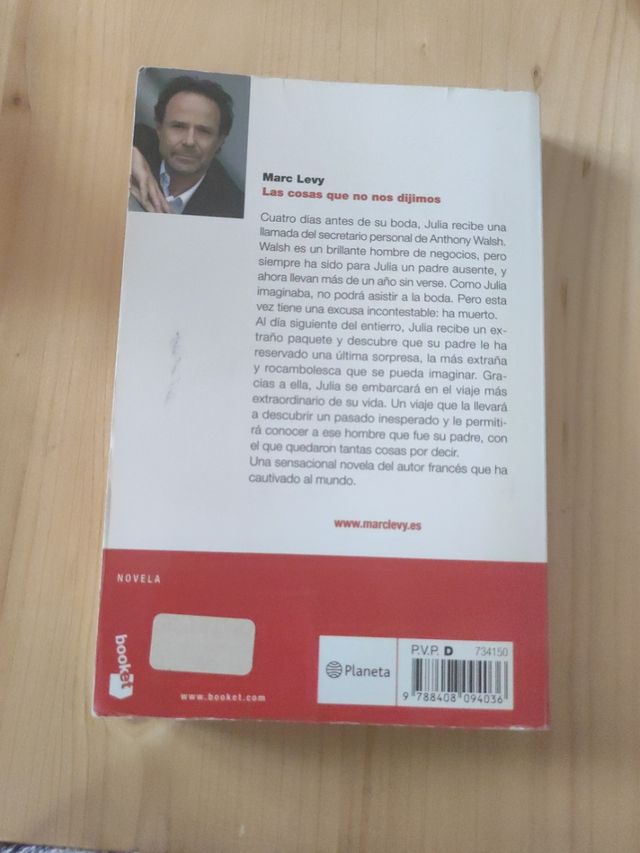 Marc Levy
Las cosas que no nos dijimos
Cuatro días antes de su boda, Julia recibe una
llamada del secretario personal de Anthony Walsh.
Walsh es un brillante hombre de negocios, pero
siempre ha sido para Julia un padre ausente, y
ahora llevan más de un año sin verse. Como Julia
imaginaba, no podrá asistir a la boda. Pero esta
vez tiene una excusa incontestable: ha muerto.
Al día siguiente del entierro, Julia recibe un ex-
traño paquete y descubre que su padre le ha
reservado una última sorpresa, la más extraña
y rocambolesca que se pueda imaginar. Gra-
cias a ella, Julia se embarcará en el viaje más
extraordinario de su vida. Un viaje que la llevará
a descubrir un pasado inesperado y le permiti-
rá conocer a ese hombre que fue su padre, con
el que quedaron tantas cosas por decir.
Una sensacional novela del autor francés que ha
cautivado al mundo.
www.marclevy.es
NOVELA
booket
www.booket.com
Planeta
P.V.P. D 734150
9 788408 094036